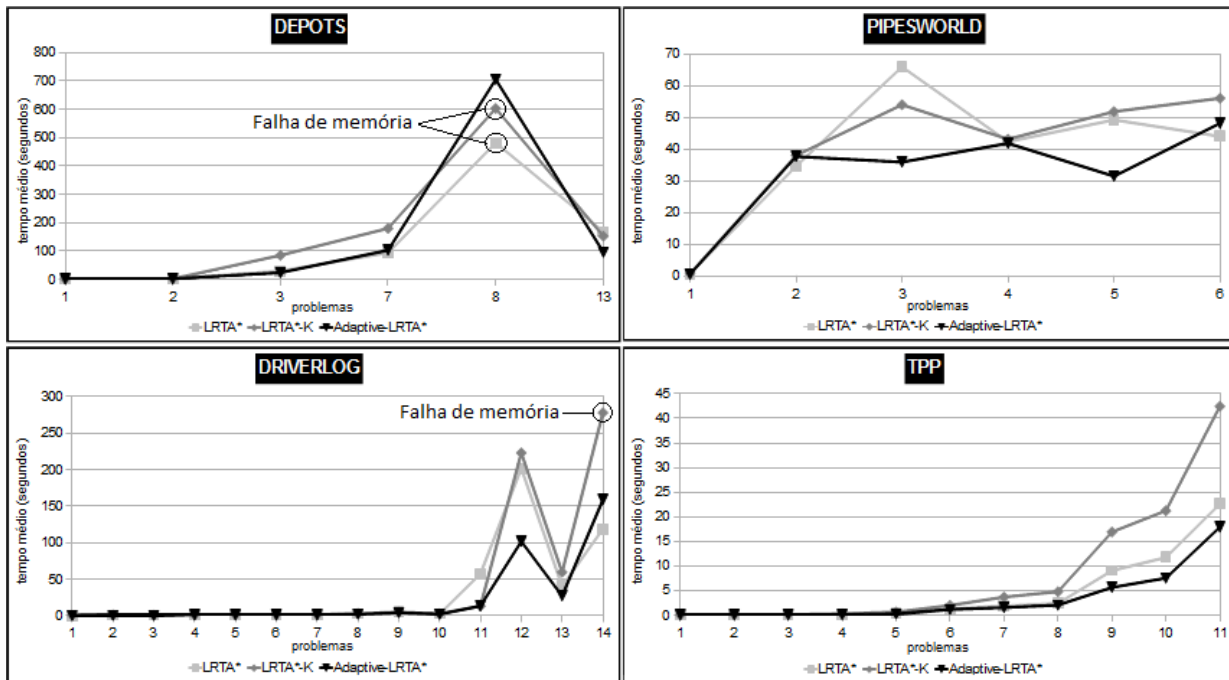 DEPOTS
800
700
600
500
400
300
200
100
0
tempo médio (segundos)
Falha de memória
1 2 3 7 8 13
problemas
LRTA* LRTA*-K Adaptive-LRTA*
PIPESWORLD
70
60
50
40
30
20
10
0
tempo médio (segundos)
1 2 3 4 5 6
problemas
LRTA* LRTA*-K Adaptive-LRTA*
DRIVERLOG
300
250
200
150
100
50
0
tempo médio (segundos)
Falha de memória
1 2 3 4 5 6 7 8 9 10 11 12 13 14
problemas
LRTA* LRTA*-K Adaptive-LRTA*
TPP
45
40
35
30
25
20
15
10
5
0
tempo médio (segundos)
1 2 3 4 5 6 7 8 9 10 11
problemas
LRTA* LRTA*-K Adaptive-LRTA*